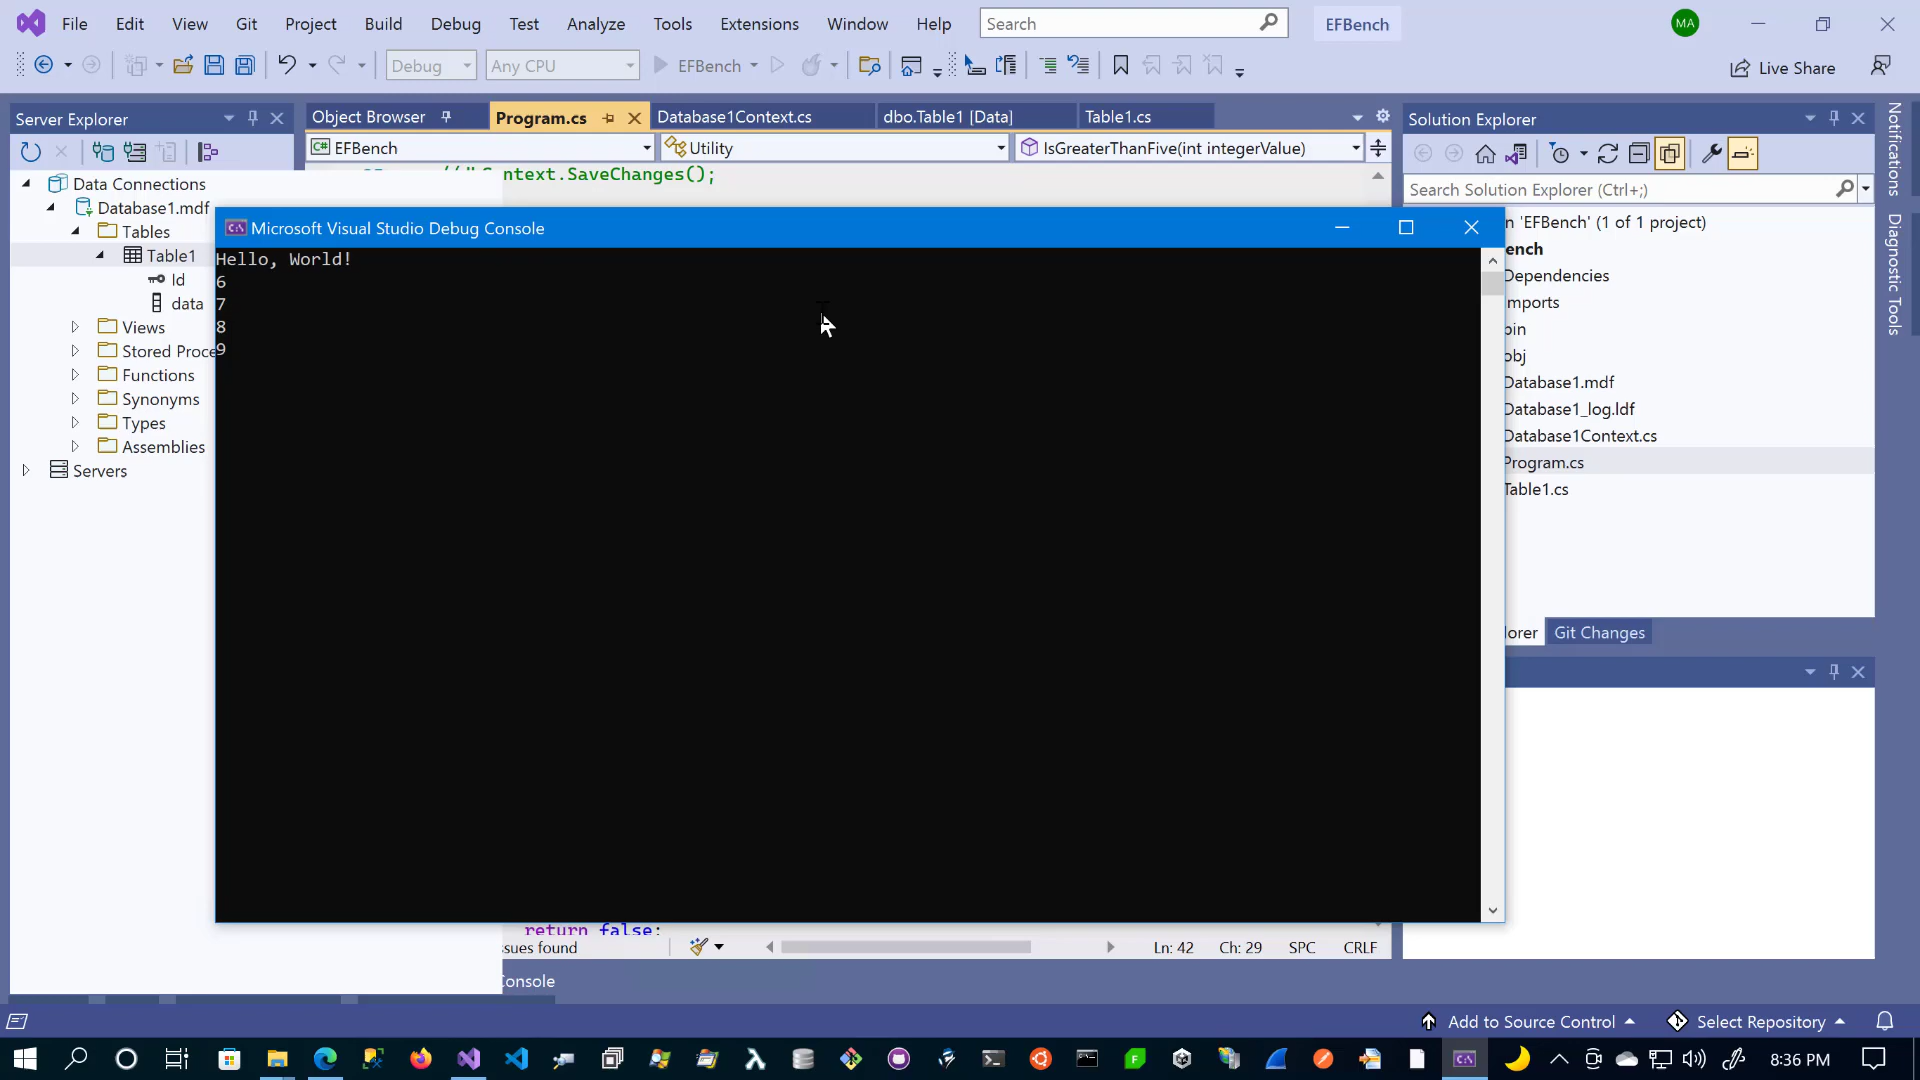 File Edit View Git Project Build Debug Test Analyze Tools Extensions Window Help Search EFBench MA
Debug Any CPU EFBench Live Share
Server Explorer
Data Connections
Database1.mdf
Tables
Table1
Id
data
Views
Stored Proce
Functions
Synonyms
Types
Assemblies
Servers
Object Browser Program.cs Database1Context.cs dbo.Table1 [Data] Table1.cs
EFBench Utility IsGreaterThanFive(int integerValue)
ntext.SaveChanges();
Microsoft Visual Studio Debug Console
Hello, World!
6
7
8
9
return false;
ssues found Ln: 42 Ch: 29 SPC CRLF
Console
Solution Explorer
Search Solution Explorer (Ctrl+;)
n 'EFBench' (1 of 1 project)
ench
Dependencies
mports
bin
obj
Database1.mdf
Database1_log.ldf
Database1Context.cs
Program.cs
Table1.cs
lorer Git Changes
Notifications
Diagnostic Tools
Add to Source Control Select Repository
8:36 PM